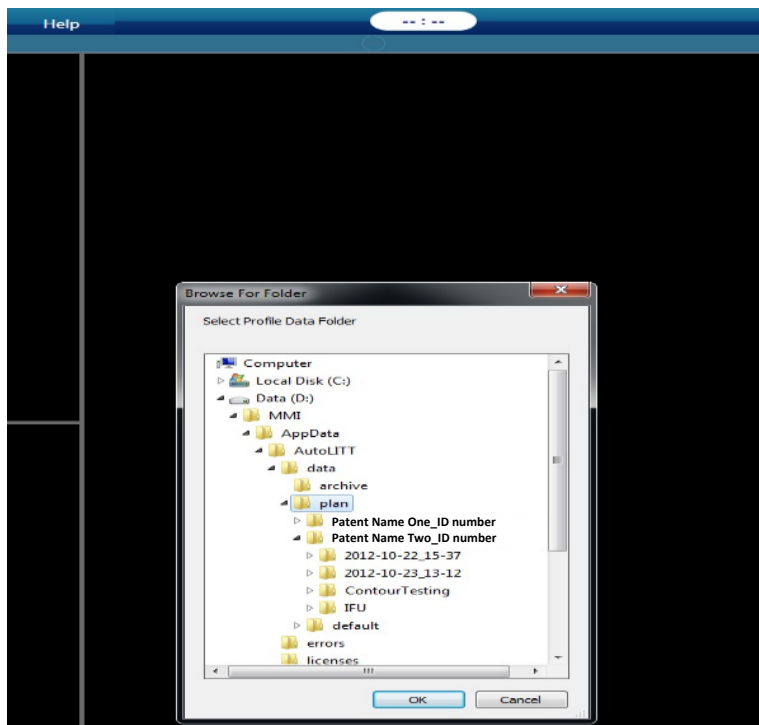 Help
-- : --
Browse For Folder
Select Profile Data Folder
Computer
Local Disk (C:)
Data (D:)
MMI
AppData
AutoLITT
data
archive
plan
Patent Name One_ID number
Patent Name Two_ID number
2012-10-22_15-37
2012-10-23_13-12
ContourTesting
IFU
default
errors
licenses
OK Cancel